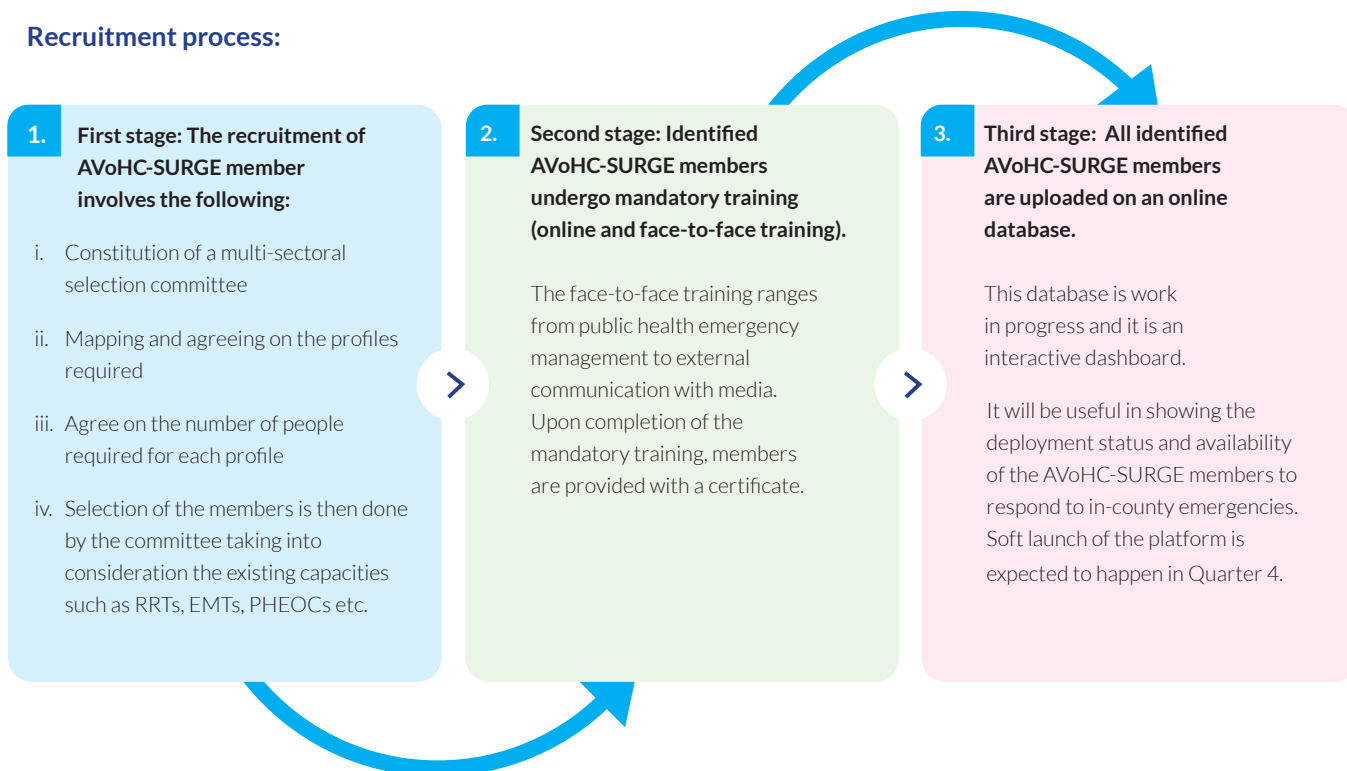 Recruitment process:
1.
First stage: The recruitment of
AVoHC-SURGE member
involves the following:
i. Constitution of a multi-sectoral
selection committee
ii. Mapping and agreeing on the profiles
required
iii. Agree on the number of people
required for each profile
iv. Selection of the members is then done
by the committee taking into
consideration the existing capacities
such as RRTs, EMTs, PHEOCs etc.
2.
Second stage: Identified
AVoHC-SURGE members
undergo mandatory training
(online and face-to-face training).
The face-to-face training ranges
from public health emergency
management to external
communication with media.
Upon completion of the
mandatory training, members
are provided with a certificate.
3.
Third stage: All identified
AVoHC-SURGE members
are uploaded on an online
database.
This database is work
in progress and it is an
interactive dashboard.
It will be useful in showing the
deployment status and availability
of the AVoHC-SURGE members to
respond to in-county emergencies.
Soft launch of the platform is
expected to happen in Quarter 4.